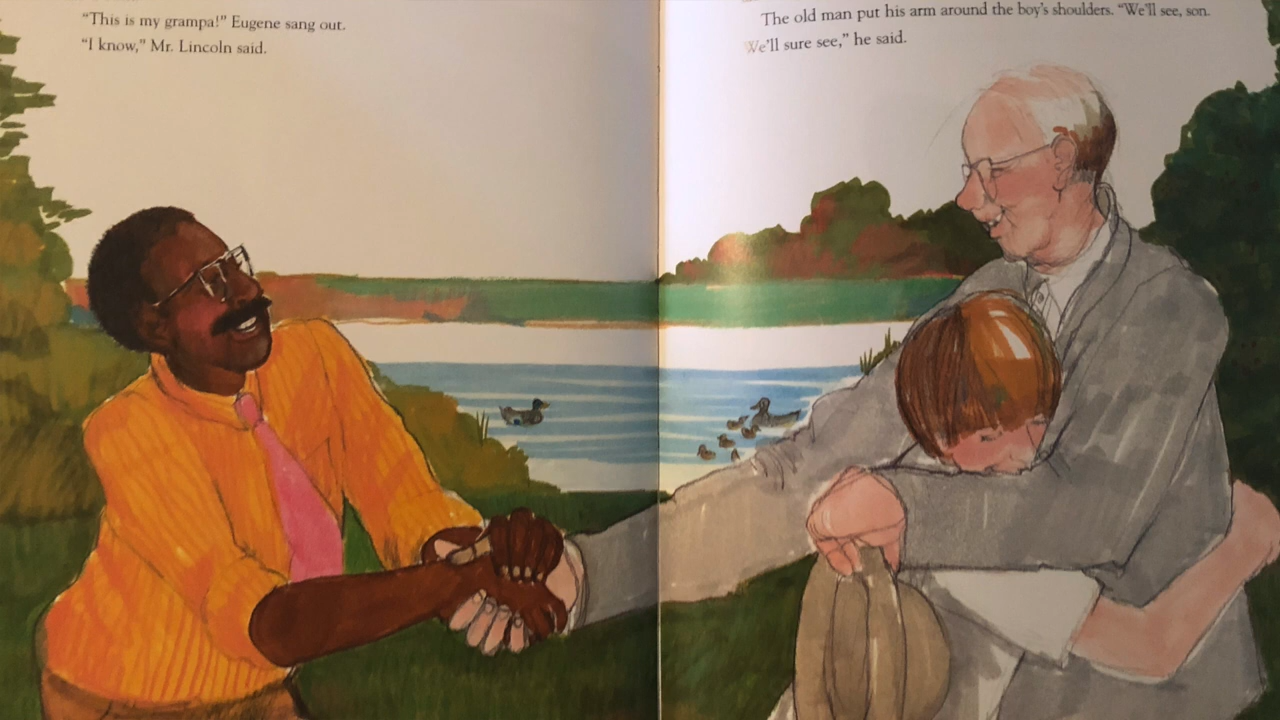 “This is my grampa!” Eugene sang out.
“I know,” Mr. Lincoln said.
The old man put his arm around the boy’s shoulders. “We’ll see, son.
We’ll sure see,” he said.